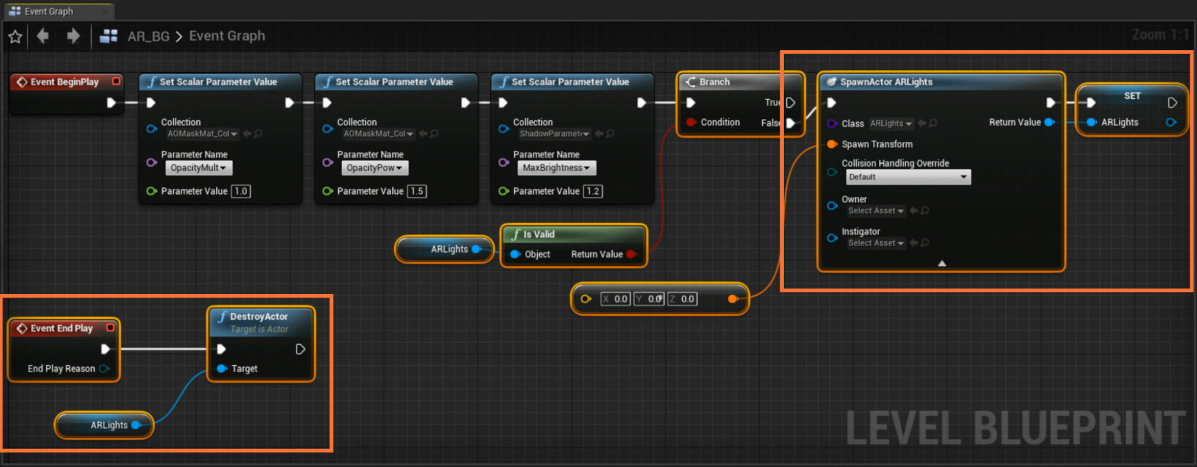 Event Graph
AR_BG > Event Graph
Zoom 1:1
Event BeginPlay
Set Scalar Parameter Value
Collection
AOMaskMat_Col
Parameter Name
OpacityMult
Parameter Value 1.0
Set Scalar Parameter Value
Collection
AOMaskMat_Col
Parameter Name
OpacityPow
Parameter Value 1.5
Set Scalar Parameter Value
Collection
ShadowParamet
Parameter Name
MaxBrightness
Parameter Value 1.2
Branch
True
Condition False
SpawnActor ARLights
Class ARLights
Return Value
Spawn Transform
Collision Handling Override
Default
Owner
Select Asset
Instigator
Select Asset
SET
ARLights
ARLights
Is Valid
Object Return Value
X 0.0 Y 0.0 Z 0.0
Event End Play
End Play Reason
DestroyActor
Target is Actor
Target
ARLights
LEVEL BLUEPRINT